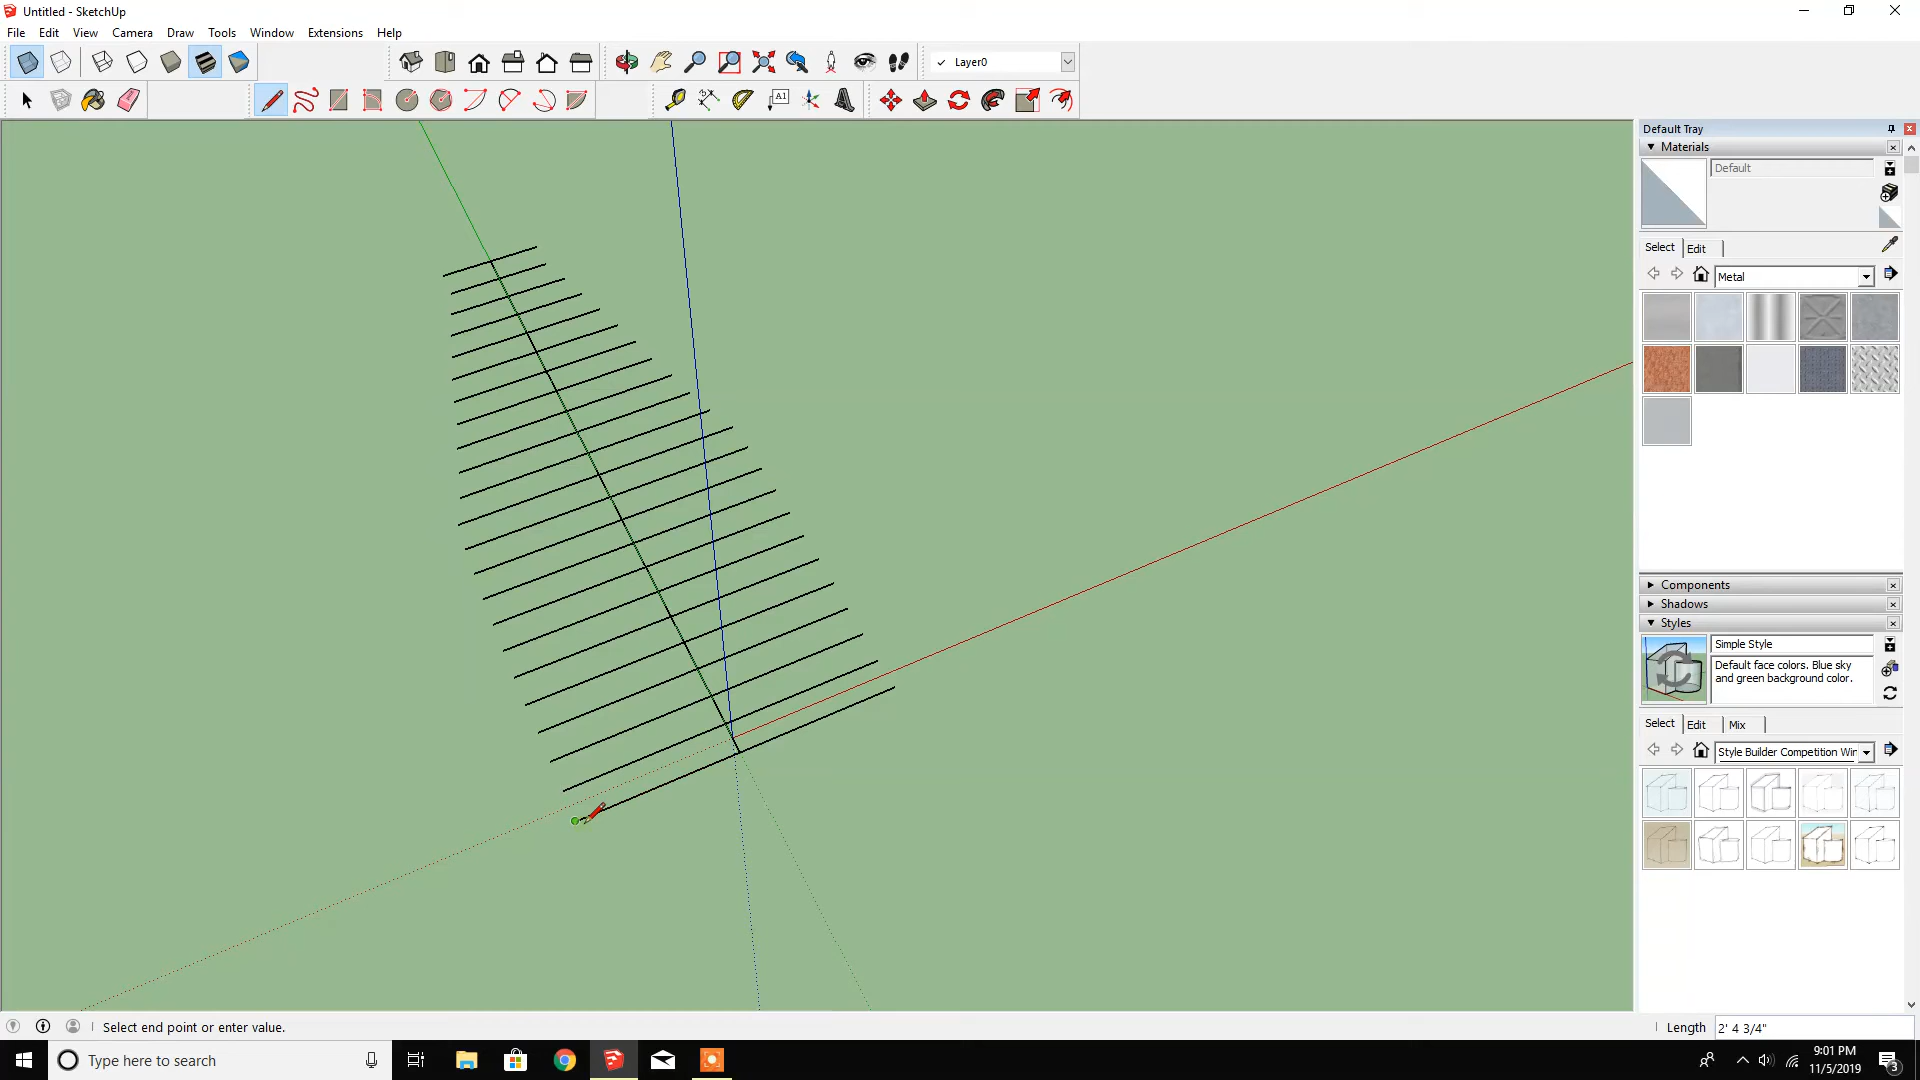 Untitled - SketchUp
File Edit View Camera Draw Tools Window Extensions Help
Layer0
A1
Default Tray
Materials
Default
Select Edit
Metal
Components
Shadows
Styles
Simple Style
Default face colors. Blue sky
and green background color.
Select Edit Mix
Style Builder Competition Wir
Select end point or enter value.
Length 2' 4 3/4"
Type here to search
9:01 PM
11/5/2019
3